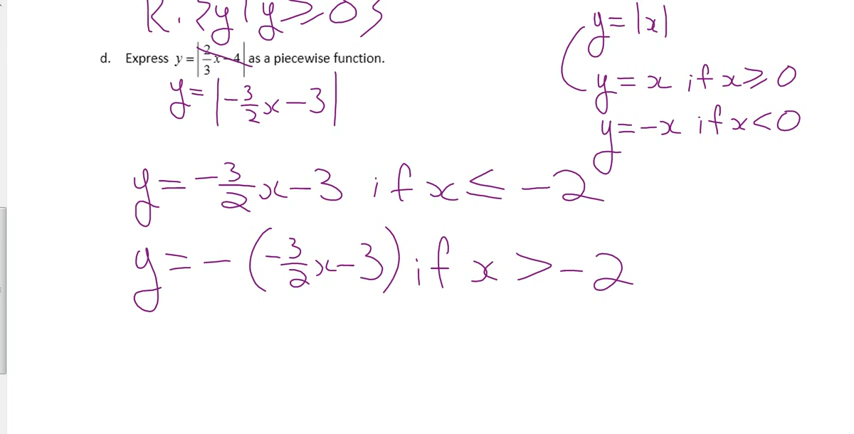 R: {y | y ≥ 0}
d. Express y = |2/3 x - 4| as a piecewise function.
y = |-3/2 x - 3|
y = |x|
y = x if x ≥ 0
y = -x if x < 0
y = -3/2 x - 3 if x ≤ -2
y = -(-3/2 x - 3) if x > -2